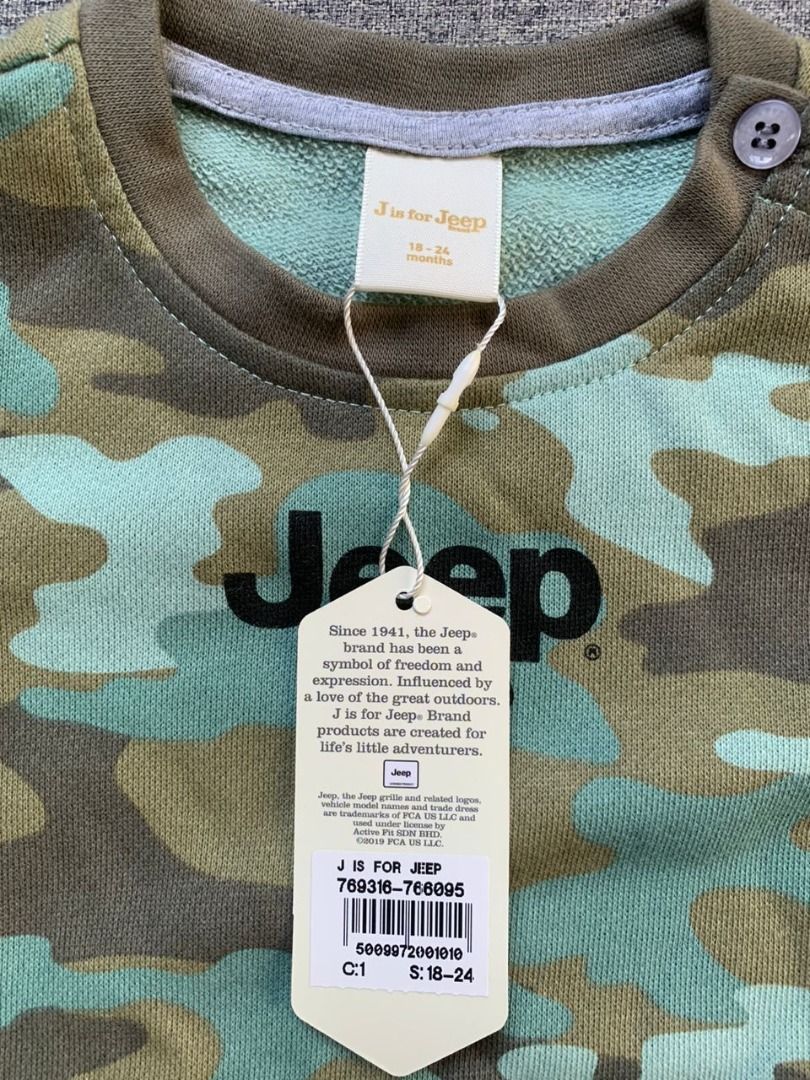 J is for Jeep
Brand
18 - 24
months
Jeep®
Since 1941, the Jeep®
brand has been a
symbol of freedom and
expression. Influenced by
a love of the great outdoors.
J is for Jeep® Brand
products are created for
life's little adventurers.
Jeep
Jeep, the Jeep grille and related logos,
vehicle model names and trade dress
are trademarks of FCA US LLC and
used under license by
Active Fit SDN BHD.
©2019 FCA US LLC.
J IS FOR JEEP
769316-766095
5009972001010
C:1 S:18-24